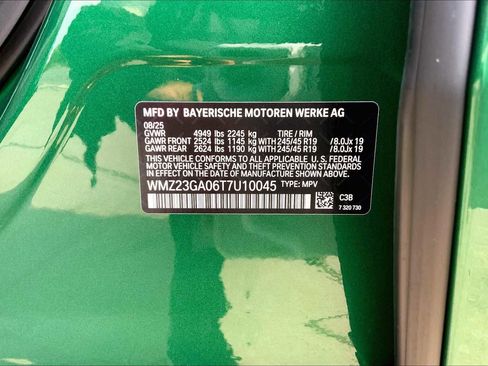 MFD BY BAYERISCHE MOTOREN WERKE AG
08/25
GVWR 4949 lbs 2245 kg TIRE / RIM
GAWR FRONT 2524 lbs 1145 kg WITH 245/45 R19 /8.0Jx 19
GAWR REAR 2624 lbs 1190 kg WITH 245/45 R19 /8.0Jx 19
THIS VEHICLE CONFORMS TO ALL APPLICABLE U.S. FEDERAL
MOTOR VEHICLE SAFETY, BUMPER, AND THEFT PREVENTION STANDARDS
IN EFFECT ON THE DATE OF MANUFACTURE SHOWN ABOVE.
WMZ23GA06T7U10045 TYPE: MPV
C3B
7 320 730